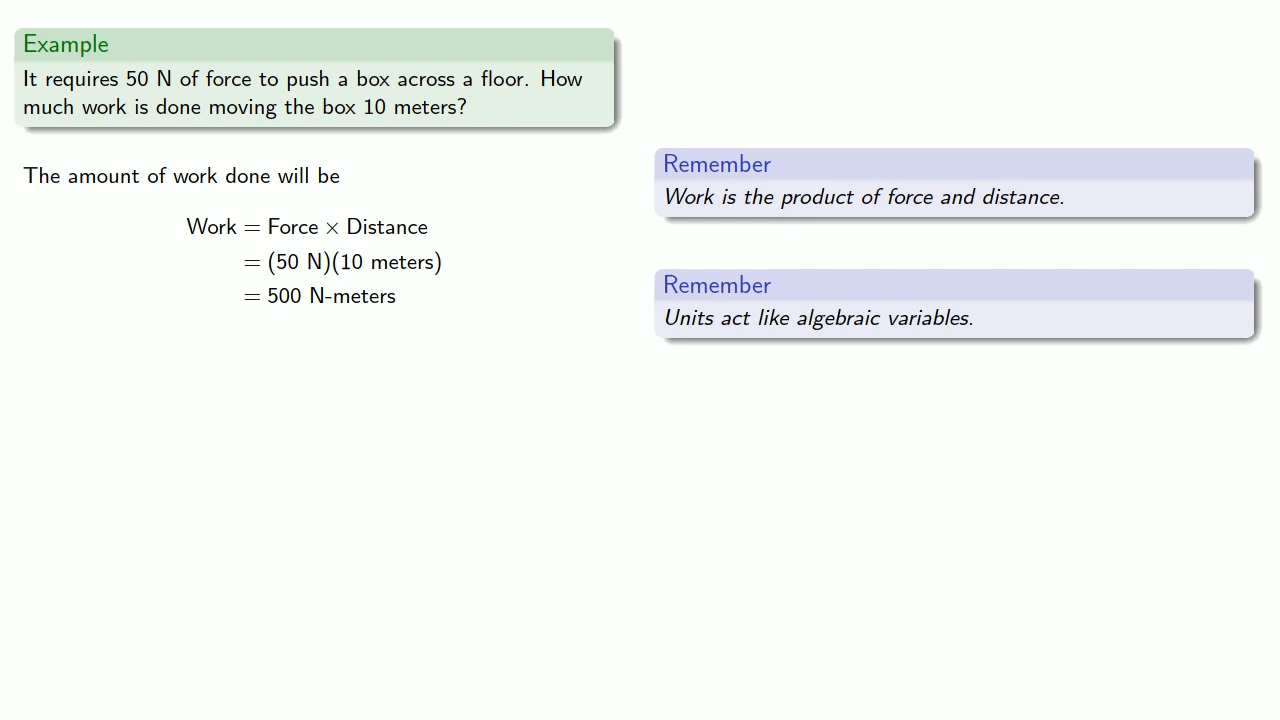 Example
It requires 50 N of force to push a box across a floor. How
much work is done moving the box 10 meters?
The amount of work done will be
Work = Force × Distance
= (50 N)(10 meters)
= 500 N-meters
Remember
Work is the product of force and distance.
Remember
Units act like algebraic variables.